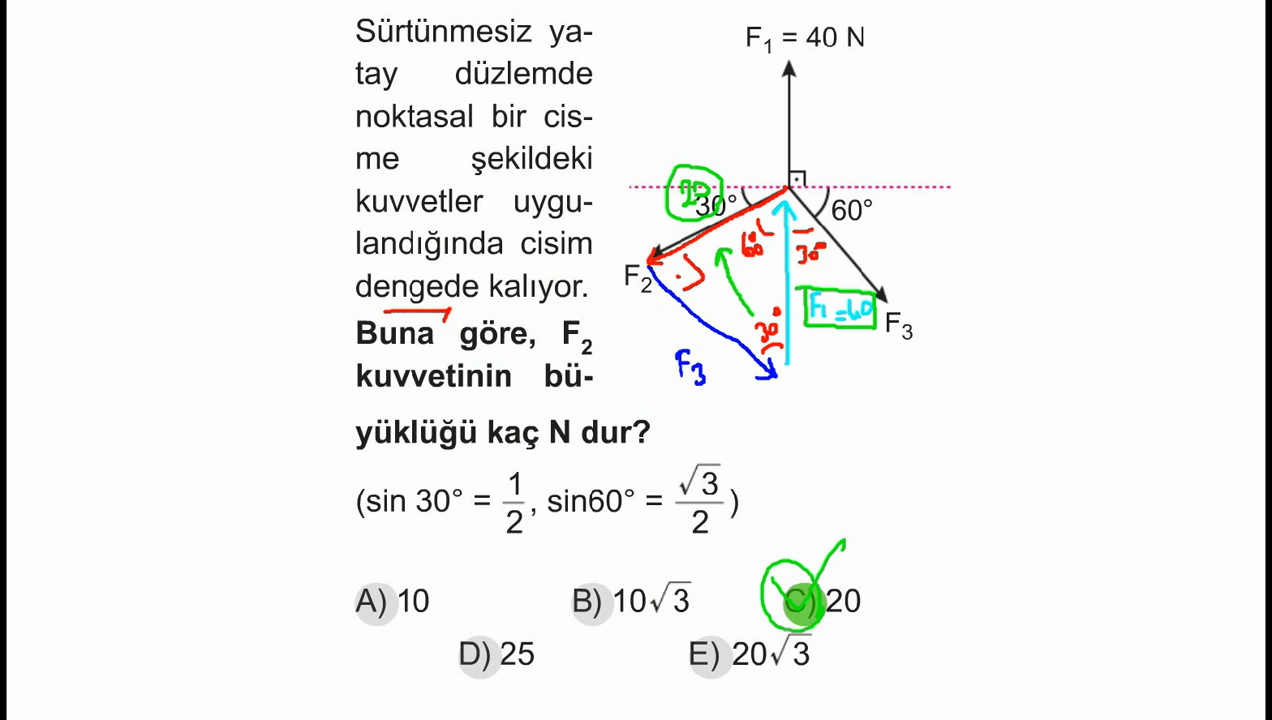 Sürtünmesiz ya-
tay düzlemde
noktasal bir cis-
me şekildeki
kuvvetler uygu-
landığında cisim
dengede kalıyor.
Buna göre, F₂
kuvvetinin bü-
yüklüğü kaç N dur?
(sin 30° = 1/2, sin60° = √3/2)
F₁ = 40 N
30°
60°
60°
30°
F₂
F₁ = 40
F₃
30°
F₃
A) 10
B) 10√3
C) 20
D) 25
E) 20√3